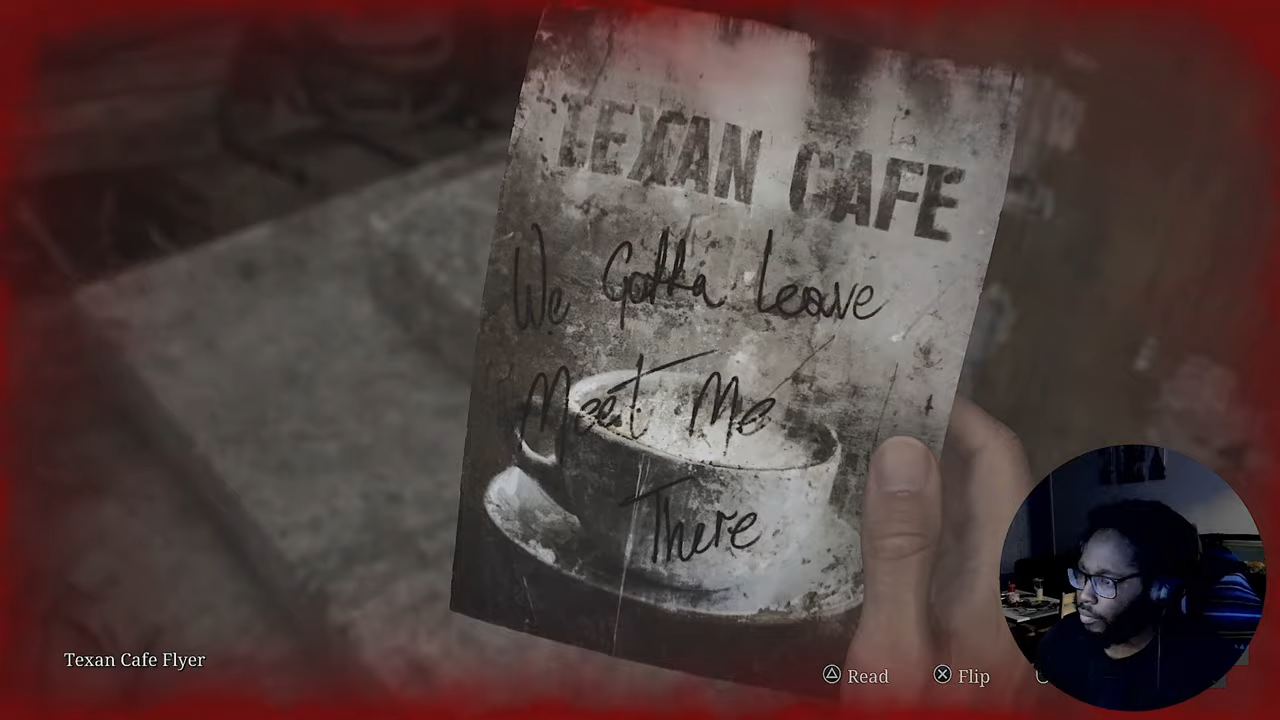 TEXAN CAFE
We Gotta Leave
Meet Me
There
Texan Cafe Flyer
Read
Flip